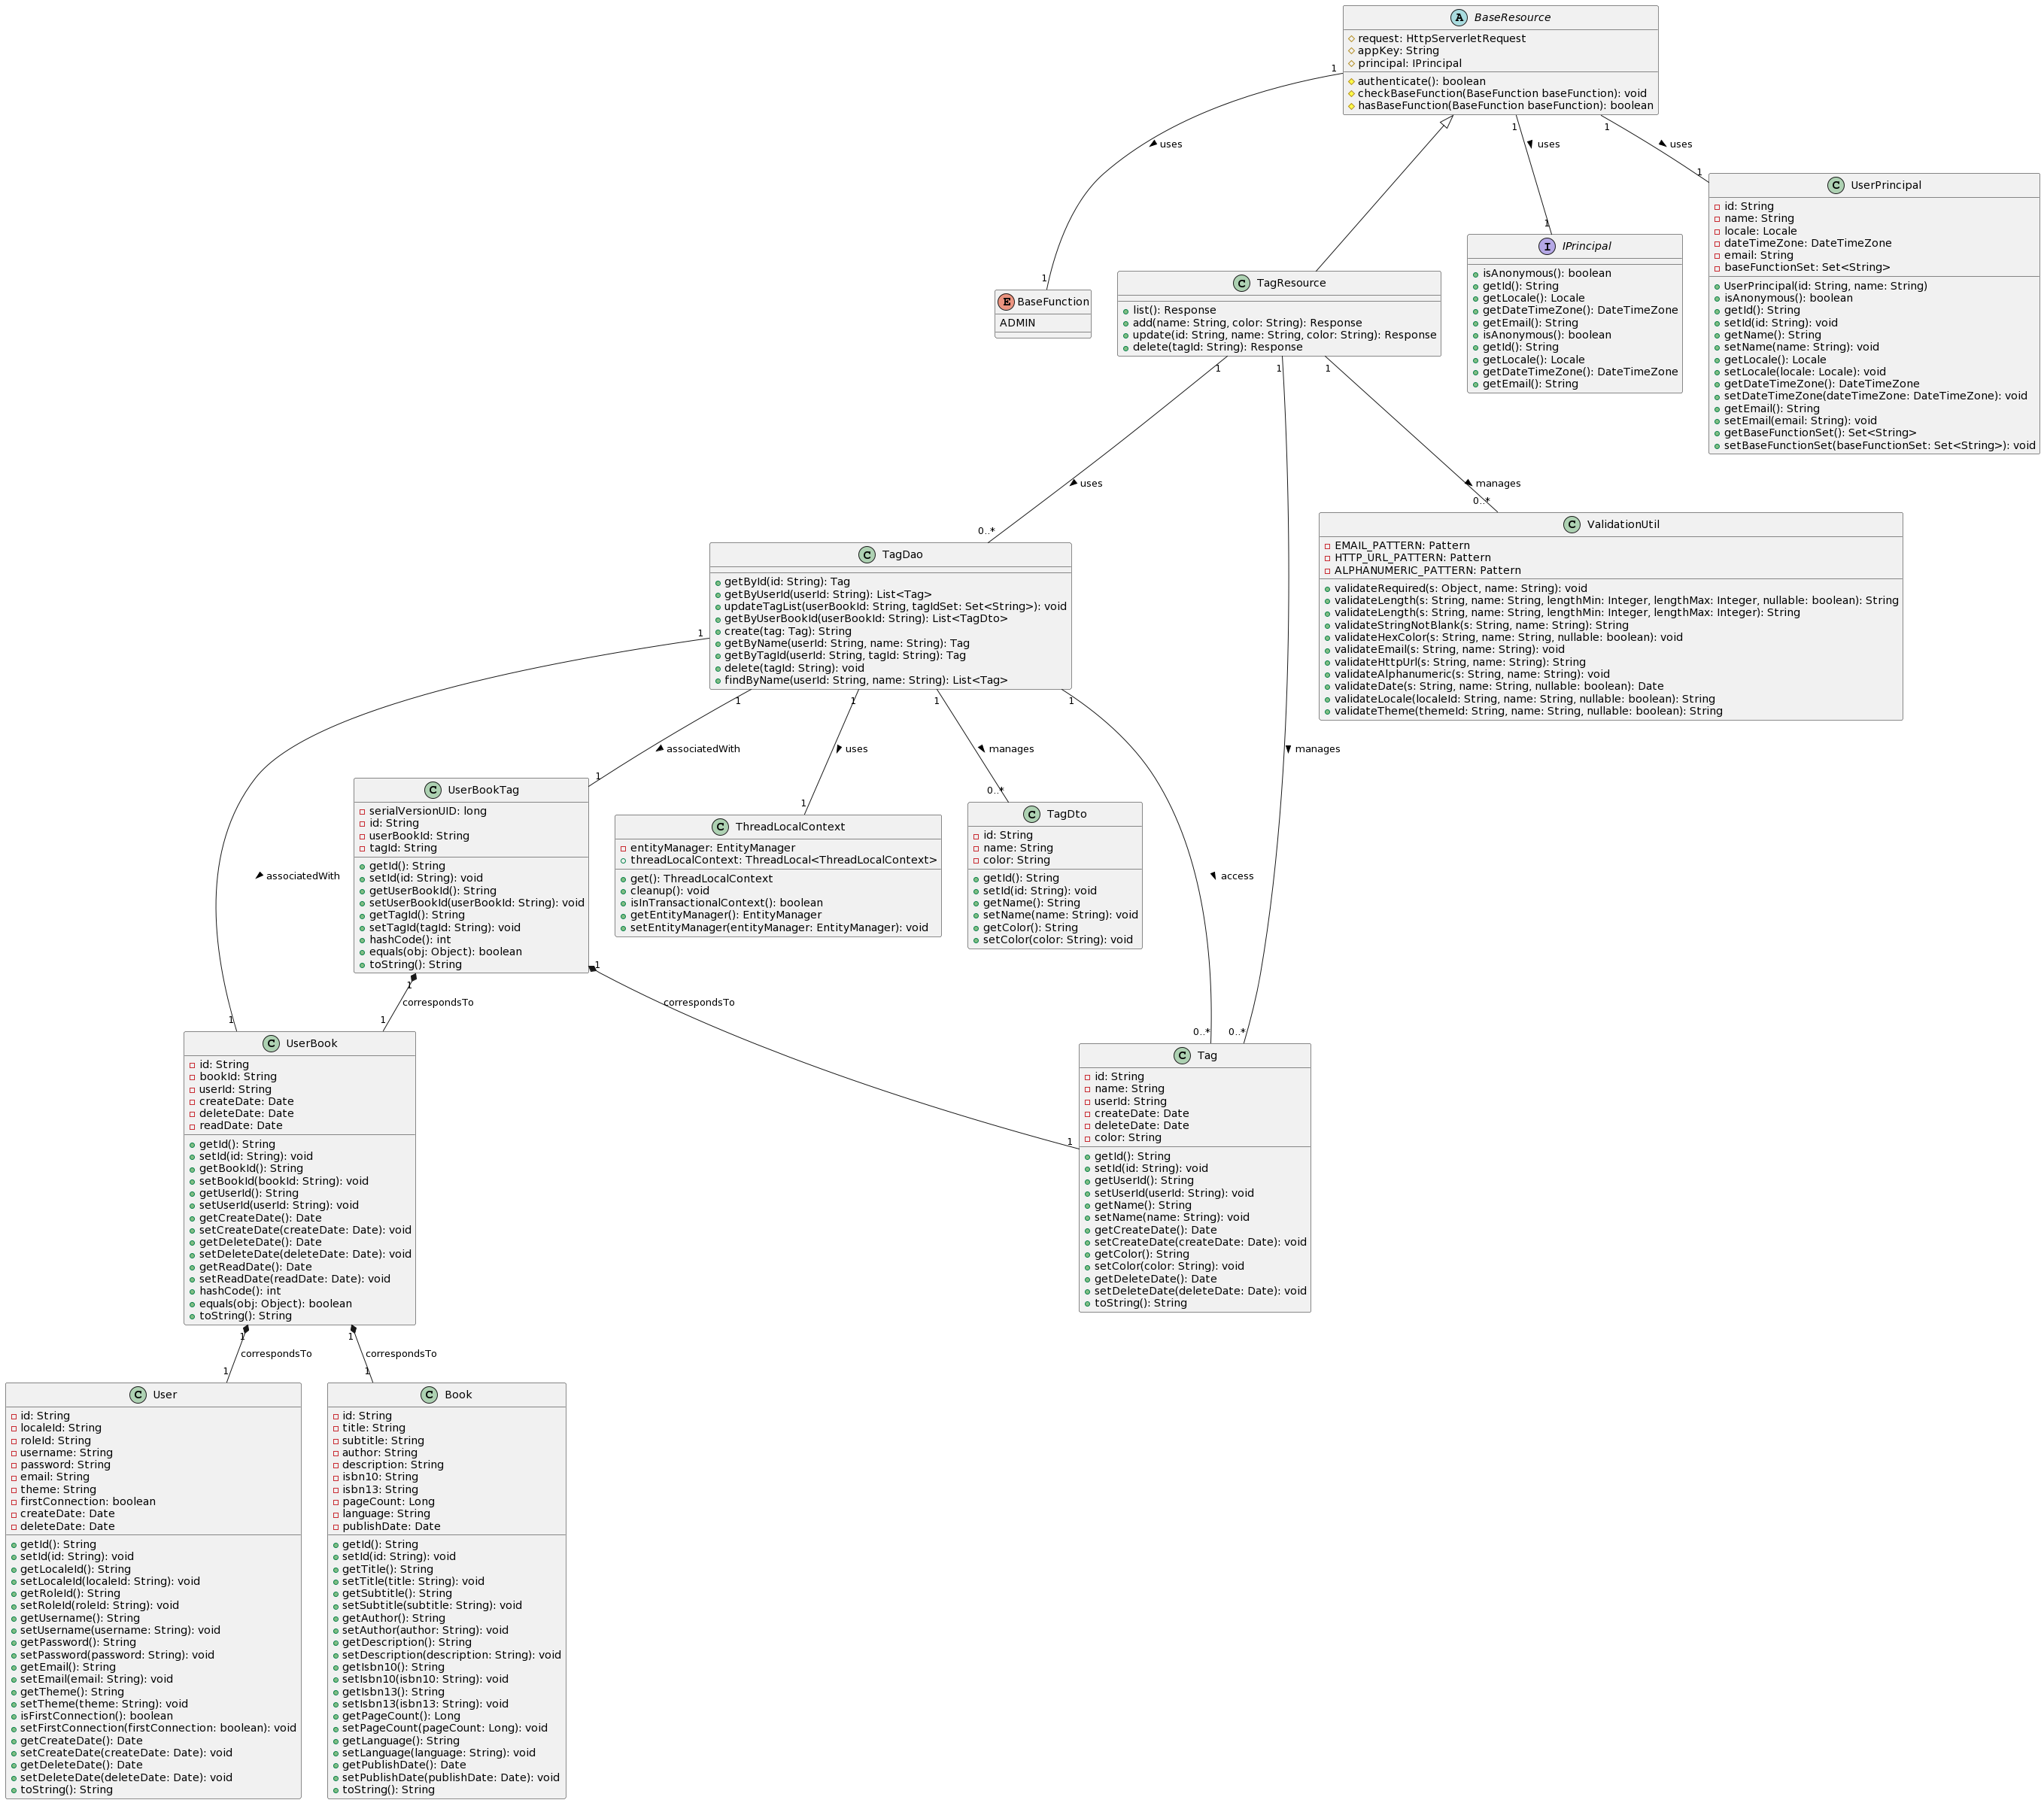 A BaseResource
request: HttpServerletRequest
appKey: String
principal: IPrincipal
authenticate(): boolean
checkBaseFunction(BaseFunction baseFunction): void
hasBaseFunction(BaseFunction baseFunction): boolean
1
1
1
uses
uses
uses
1
1
1
E BaseFunction
ADMIN
C TagResource
list(): Response
add(name: String, color: String): Response
update(id: String, name: String, color: String): Response
delete(tagId: String): Response
I IPrincipal
isAnonymous(): boolean
getId(): String
getLocale(): Locale
getDateTimeZone(): DateTimeZone
getEmail(): String
isAnonymous(): boolean
getId(): String
getLocale(): Locale
getDateTimeZone(): DateTimeZone
getEmail(): String
C UserPrincipal
id: String
name: String
locale: Locale
dateTimeZone: DateTimeZone
email: String
baseFunctionSet: Set<String>
UserPrincipal(id: String, name: String)
isAnonymous(): boolean
getId(): String
setId(id: String): void
getName(): String
setName(name: String): void
getLocale(): Locale
setLocale(locale: Locale): void
getDateTimeZone(): DateTimeZone
setDateTimeZone(dateTimeZone: DateTimeZone): void
getEmail(): String
setEmail(email: String): void
getBaseFunctionSet(): Set<String>
setBaseFunctionSet(baseFunctionSet: Set<String>): void
1
1
1
uses
manages
0..*
0..*
C TagDao
getById(id: String): Tag
getByUserId(userId: String): List<Tag>
updateTagList(userBookId: String, tagIdSet: Set<String>): void
getByUserBookId(userBookId: String): List<TagDto>
create(tag: Tag): String
getByName(userId: String, name: String): Tag
getByTagId(userId: String, tagId: String): Tag
delete(tagId: String): void
findByName(userId: String, name: String): List<Tag>
C ValidationUtil
EMAIL_PATTERN: Pattern
HTTP_URL_PATTERN: Pattern
ALPHANUMERIC_PATTERN: Pattern
validateRequired(s: Object, name: String): void
validateLength(s: String, name: String, lengthMin: Integer, lengthMax: Integer, nullable: boolean): String
validateLength(s: String, name: String, lengthMin: Integer, lengthMax: Integer): String
validateStringNotBlank(s: String, name: String): String
validateHexColor(s: String, name: String, nullable: boolean): void
validateEmail(s: String, name: String): void
validateHttpUrl(s: String, name: String): String
validateAlphanumeric(s: String, name: String): void
validateDate(s: String, name: String, nullable: boolean): Date
validateLocale(localeId: String, name: String, nullable: boolean): String
validateTheme(themeId: String, name: String, nullable: boolean): String
1
1
1
1
1
associatedWith
uses
manages
manages
1
1
0..*
C UserBookTag
serialVersionUID: long
id: String
userBookId: String
tagId: String
getId(): String
setId(id: String): void
getUserBookId(): String
setUserBookId(userBookId: String): void
getTagId(): String
setTagId(tagId: String): void
hashCode(): int
equals(obj: Object): boolean
toString(): String
C ThreadLocalContext
entityManager: EntityManager
threadLocalContext: ThreadLocal<ThreadLocalContext>
get(): ThreadLocalContext
cleanup(): void
isInTransactionalContext(): boolean
getEntityManager(): EntityManager
setEntityManager(entityManager: EntityManager): void
C TagDto
id: String
name: String
color: String
getId(): String
setId(id: String): void
getName(): String
setName(name: String): void
getColor(): String
setColor(color: String): void
associatedWith
access
1
1
correspondsTo
correspondsTo
1
1
0..*
0..*
1
C UserBook
id: String
bookId: String
userId: String
createDate: Date
deleteDate: Date
readDate: Date
getId(): String
setId(id: String): void
getBookId(): String
setBookId(bookId: String): void
getUserId(): String
setUserId(userId: String): void
getCreateDate(): Date
setCreateDate(createDate: Date): void
getDeleteDate(): Date
setDeleteDate(deleteDate: Date): void
getReadDate(): Date
setReadDate(readDate: Date): void
hashCode(): int
equals(obj: Object): boolean
toString(): String
C Tag
id: String
name: String
userId: String
createDate: Date
deleteDate: Date
color: String
getId(): String
setId(id: String): void
getUserId(): String
setUserId(userId: String): void
getName(): String
setName(name: String): void
getCreateDate(): Date
setCreateDate(createDate: Date): void
getColor(): String
setColor(color: String): void
getDeleteDate(): Date
setDeleteDate(deleteDate: Date): void
toString(): String
1
1
correspondsTo
correspondsTo
1
1
C User
id: String
localeId: String
roleId: String
username: String
password: String
email: String
theme: String
firstConnection: boolean
createDate: Date
deleteDate: Date
getId(): String
setId(id: String): void
getLocaleId(): String
setLocaleId(localeId: String): void
getRoleId(): String
setRoleId(roleId: String): void
getUsername(): String
setUsername(username: String): void
getPassword(): String
setPassword(password: String): void
getEmail(): String
setEmail(email: String): void
getTheme(): String
setTheme(theme: String): void
isFirstConnection(): boolean
setFirstConnection(firstConnection: boolean): void
getCreateDate(): Date
setCreateDate(createDate: Date): void
getDeleteDate(): Date
setDeleteDate(deleteDate: Date): void
toString(): String
C Book
id: String
title: String
subtitle: String
author: String
description: String
isbn10: String
isbn13: String
pageCount: Long
language: String
publishDate: Date
getId(): String
setId(id: String): void
getTitle(): String
setTitle(title: String): void
getSubtitle(): String
setSubtitle(subtitle: String): void
getAuthor(): String
setAuthor(author: String): void
getDescription(): String
setDescription(description: String): void
getIsbn10(): String
setIsbn10(isbn10: String): void
getIsbn13(): String
setIsbn13(isbn13: String): void
getPageCount(): Long
setPageCount(pageCount: Long): void
getLanguage(): String
setLanguage(language: String): void
getPublishDate(): Date
setPublishDate(publishDate: Date): void
toString(): String